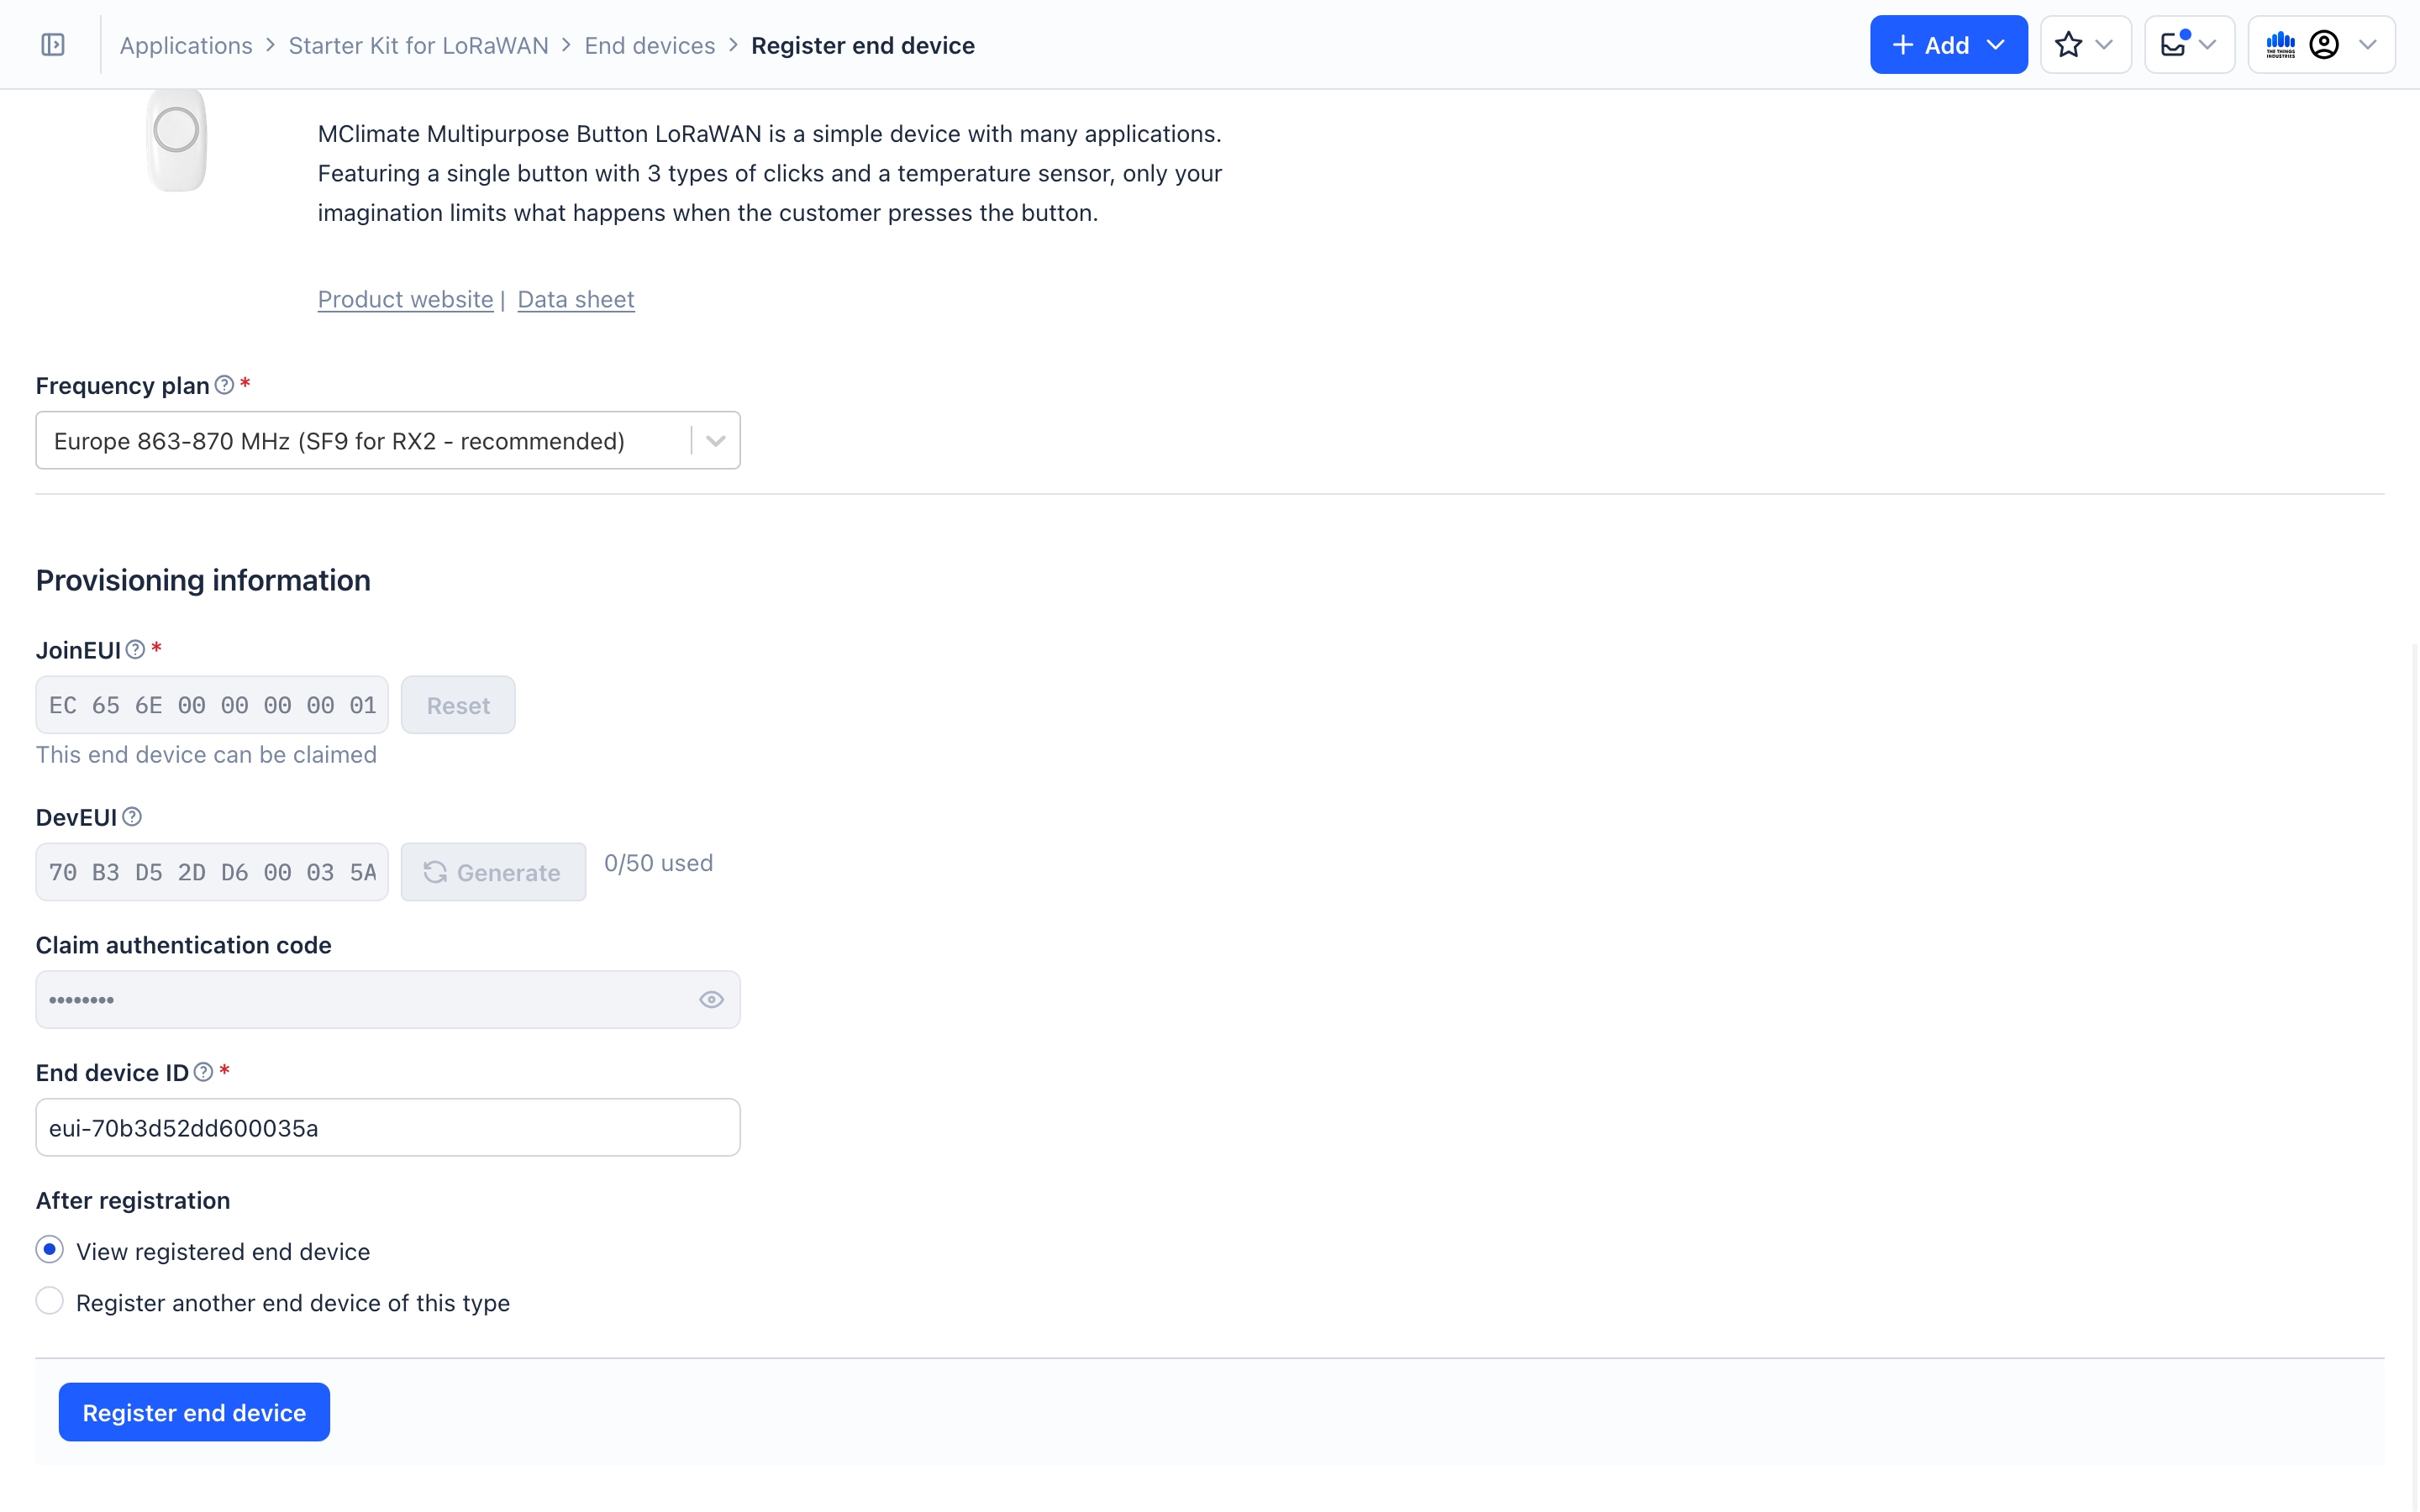 Applications > Starter Kit for LoRaWAN > End devices > Register end device
+ Add
THE THINGS
INDUSTRIES
MClimate Multipurpose Button LoRaWAN is a simple device with many applications.
Featuring a single button with 3 types of clicks and a temperature sensor, only your
imagination limits what happens when the customer presses the button.
Product website | Data sheet
Frequency plan ? *
Europe 863-870 MHz (SF9 for RX2 - recommended)
Provisioning information
JoinEUI ? *
EC 65 6E 00 00 00 00 01 Reset
This end device can be claimed
DevEUI ?
70 B3 D5 2D D6 00 03 5A Generate 0/50 used
Claim authentication code
••••••••
End device ID ? *
eui-70b3d52dd600035a
After registration
View registered end device
Register another end device of this type
Register end device